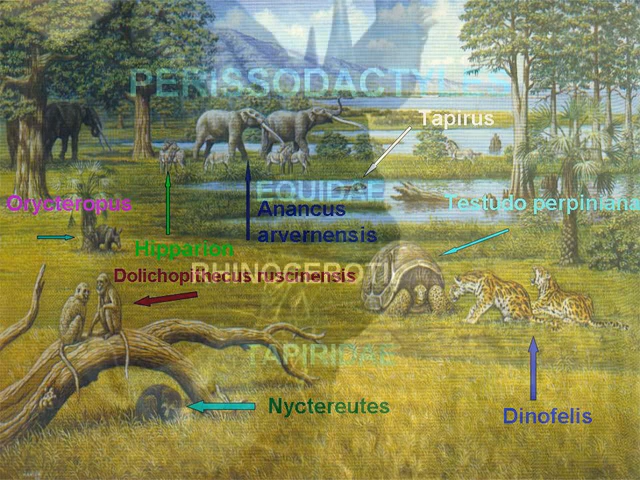 PERISSODACTYLES
Tapirus
EQUIDAE
Orycteropus
Testudo perpiniana
Anancus
arvernensis
Hipparion
RHINOCEROTI
Dolichopithecus ruscinensis
TAPIRIDAE
Nyctereutes
Dinofelis